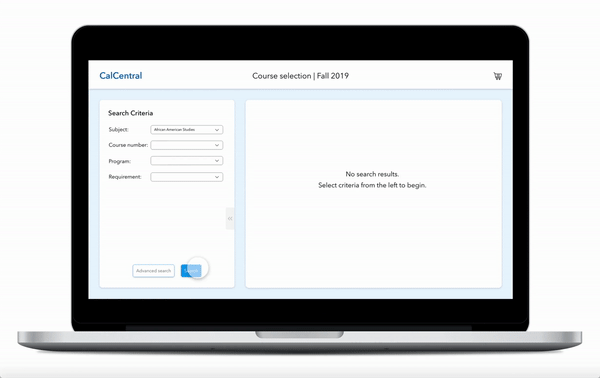 CalCentral
Course selection | Fall 2019
Search Criteria
Subject: African American Studies
Course number:
Program:
Requirement:
No search results.
Select criteria from the left to begin.
Advanced search
Search